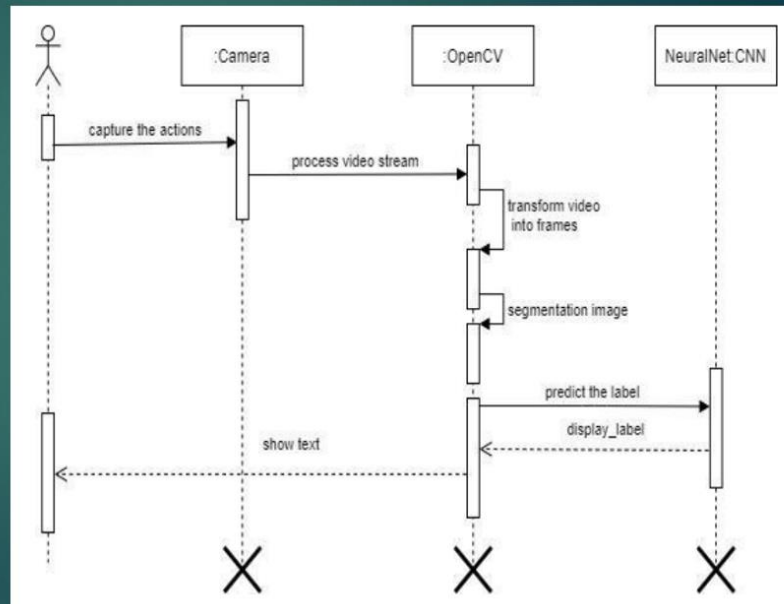 :Camera
:OpenCV
NeuralNet:CNN
capture the actions
process video stream
transform video
into frames
segmentation image
predict the label
display_label
show text